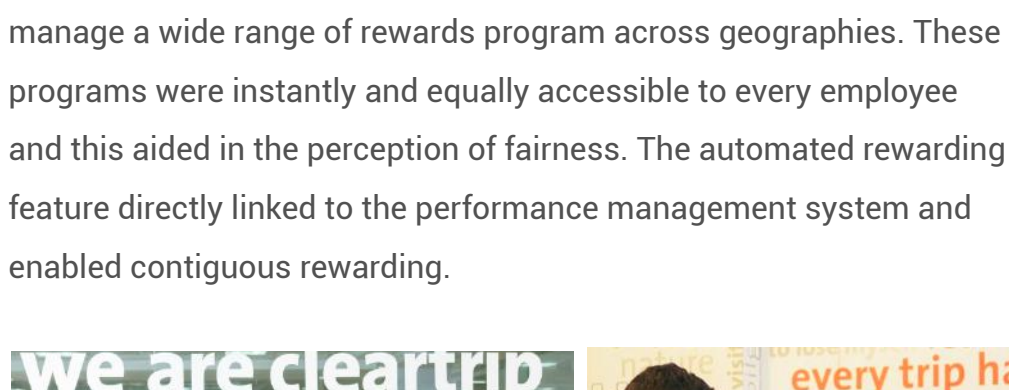 manage a wide range of rewards program across geographies. These
programs were instantly and equally accessible to every employee
and this aided in the perception of fairness. The automated rewarding
feature directly linked to the performance management system and
enabled contiguous rewarding.
we are cleartrip
every trip ha
nature